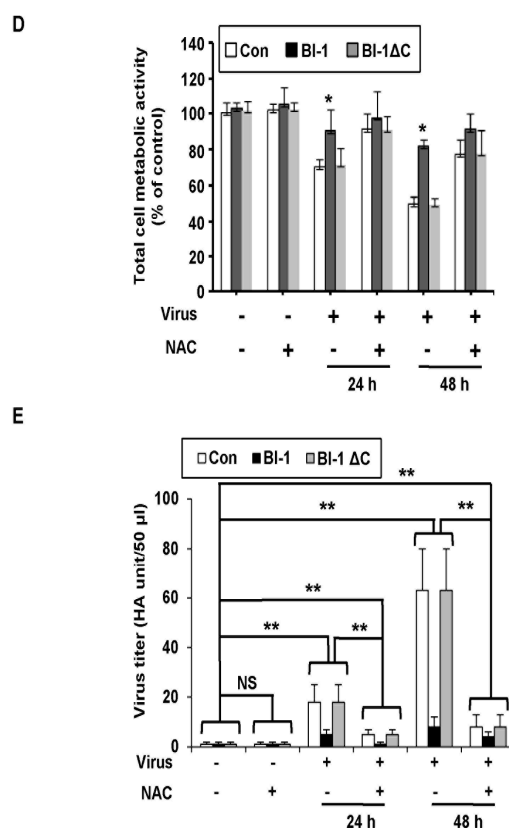 D
Con BI-1 BI-1ΔC
Total cell metabolic activity
(% of control)
140
120
100
80
60
40
20
0
* *
Virus - - + + + +
NAC - + - + - +
24 h 48 h
E
Con BI-1 BI-1 ΔC
Virus titer (HA unit/50 µl)
100
80
60
40
20
0
**
** **
**
** **
NS
Virus - - + + + +
NAC - + - + - +
24 h 48 h